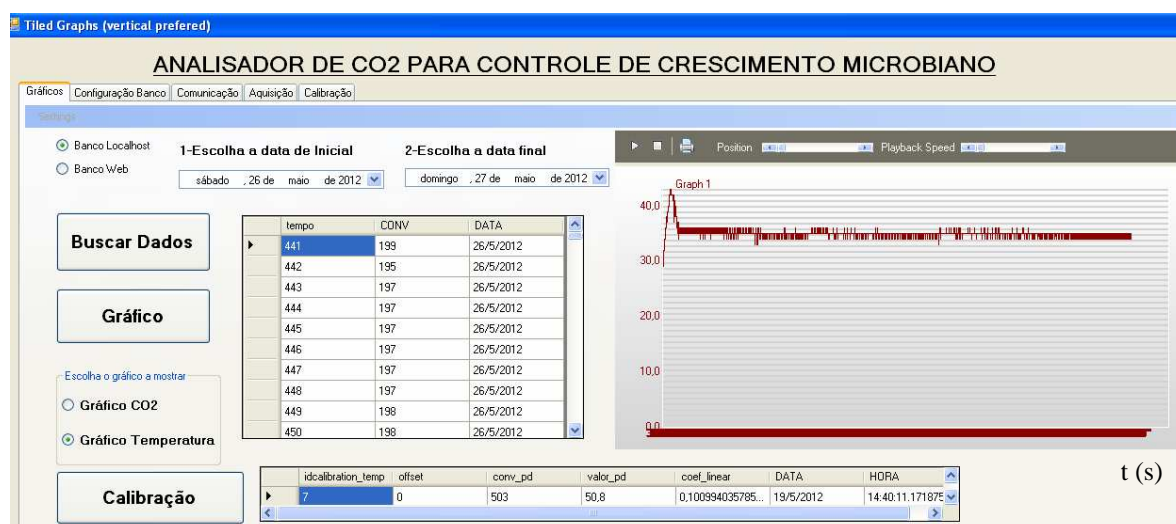 Tiled Graphs (vertical prefered)
ANALISADOR DE CO2 PARA CONTROLE DE CRESCIMENTO MICROBIANO
Gráficos Configuração Banco Comunicação Aquisição Calibração
Settings
Banco Localhost
Banco Web
1-Escolha a data de Inicial
sábado , 26 de maio de 2012
2-Escolha a data final
domingo , 27 de maio de 2012
Position Playback Speed
Buscar Dados
Gráfico
Escolha o gráfico a mostrar
Gráfico CO2
Gráfico Temperatura
Calibração
tempo CONV DATA
441 199 26/5/2012
442 195 26/5/2012
443 197 26/5/2012
444 197 26/5/2012
445 197 26/5/2012
446 197 26/5/2012
447 197 26/5/2012
448 197 26/5/2012
449 198 26/5/2012
450 198 26/5/2012
Graph 1
40,0
30,0
20,0
10,0
0,0
t (s)
idcalibration_temp offset conv_pd valor_pd coef_linear DATA HORA
7 0 503 50,8 0,100994035785... 19/5/2012 14:40:11.171875